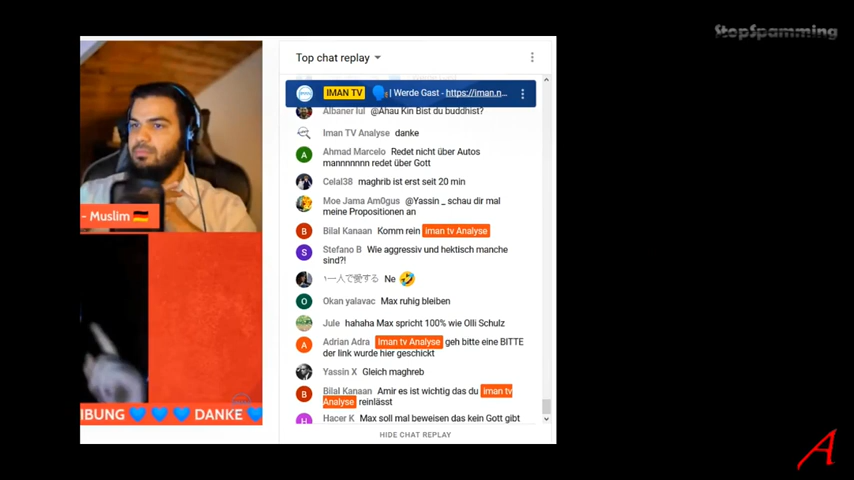 StopSpamming
Top chat replay
IMAN TV | Werde Gast - https://iman.n...
Albaner lul @Ahau Kin Bist du buddhist?
Iman TV Analyse danke
Ahmad Marcelo Redet nicht über Autos
mannnnnnn redet über Gott
Celal38 maghrib ist erst seit 20 min
Moe Jama Am0gus @Yassin _ schau dir mal
meine Propositionen an
- Muslim
Bilal Kanaan Komm rein iman tv Analyse
Stefano B Wie aggressiv und hektisch manche
sind?!
一人で愛する Ne
Okan yalavac Max ruhig bleiben
Jule hahaha Max spricht 100% wie Olli Schulz
Adrian Adra Iman tv Analyse geh bitte eine BITTE
der link wurde hier geschickt
Yassin X Gleich maghreb
Bilal Kanaan Amir es ist wichtig das du iman tv
Analyse reinlässt
IBUNG DANKE
Hacer K Max soll mal beweisen das kein Gott gibt
HIDE CHAT REPLAY
A